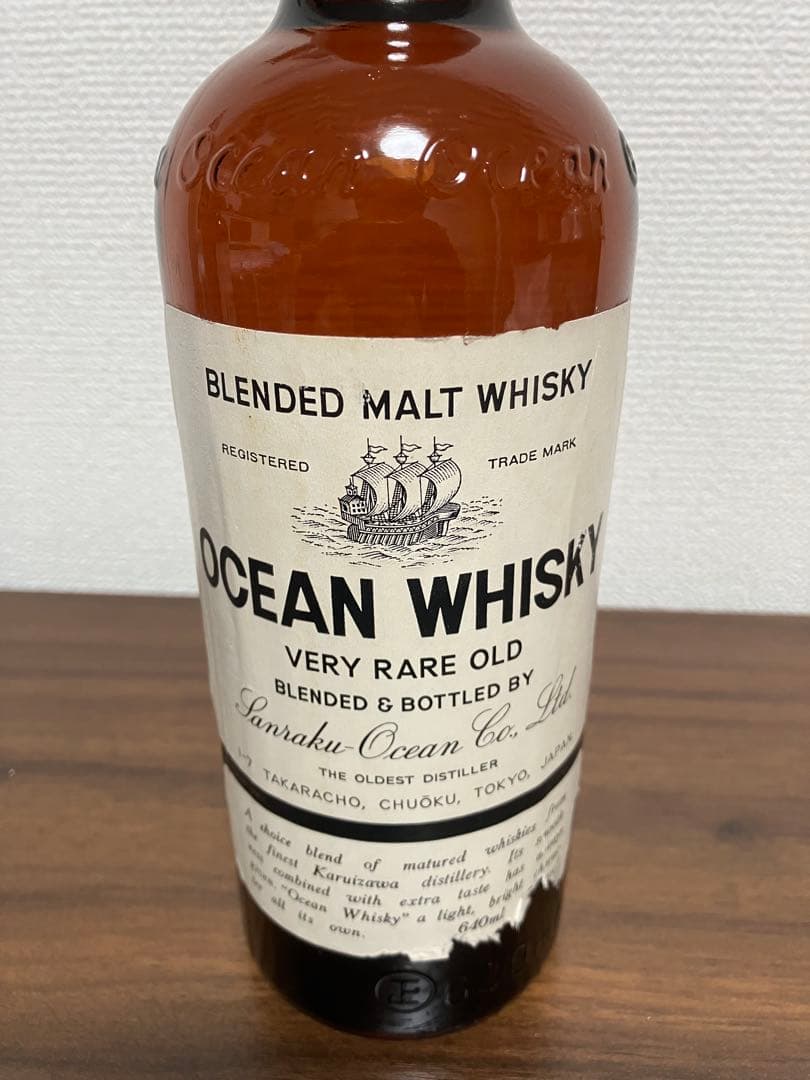 Ocean Ocean
BLENDED MALT WHISKY
REGISTERED TRADE MARK
OCEAN WHISKY
VERY RARE OLD
BLENDED & BOTTLED BY
Sanraku-Ocean Co., Ltd.
THE OLDEST DISTILLER
1-7 TAKARACHO, CHUŌKU, TOKYO, JAPAN
A choice blend of matured whiskies from
the finest Karuizawa distillery. Its
combined with extra taste has
"Ocean Whisky" a light, bright
all its own. 640ml